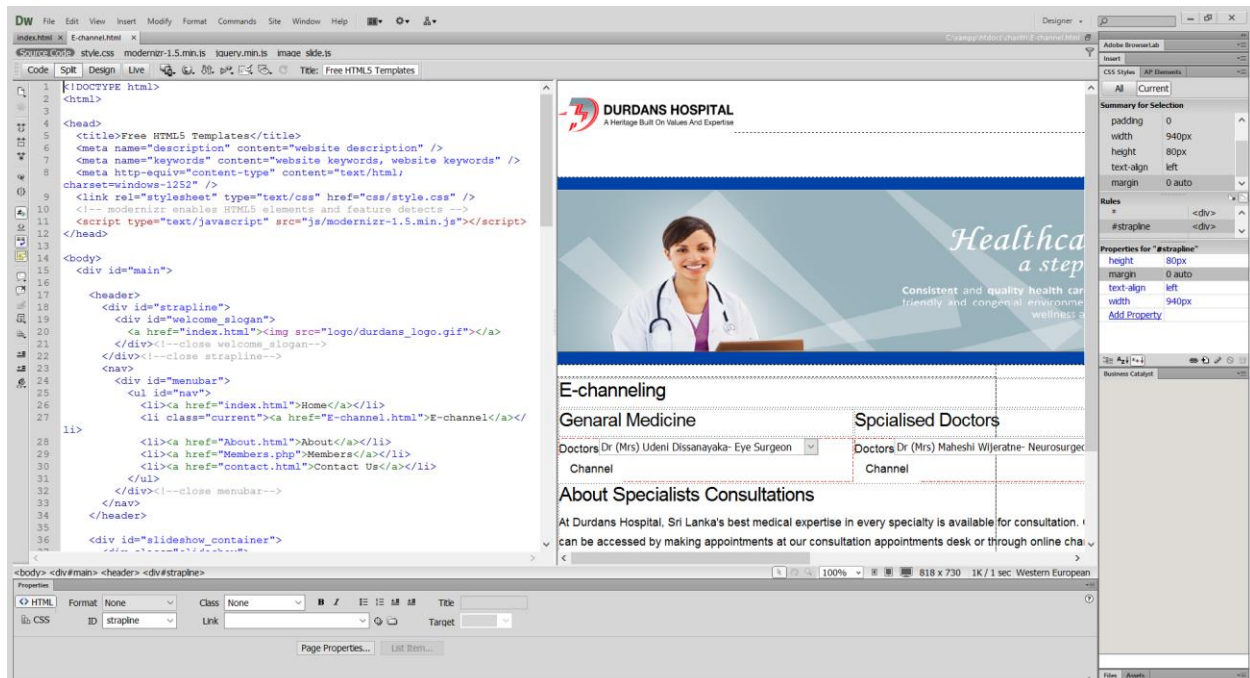 DW File Edit View Insert Modify Format Commands Site Window Help Designer
index.html × E-channel.html ×
Source Code style.css modernizr-1.5.min.js jquery.min.js image_slide.js
Code Split Design Live Title: Free HTML5 Templates
1 <!DOCTYPE html>
2 <html>
3
4 <head>
5 <title>Free HTML5 Templates</title>
6 <meta name="description" content="website description" />
7 <meta name="keywords" content="website keywords, website keywords" />
8 <meta http-equiv="content-type" content="text/html;
charset=windows-1252" />
9 <link rel="stylesheet" type="text/css" href="css/style.css" />
10 <!-- modernizr enables HTML5 elements and feature detects -->
11 <script type="text/javascript" src="js/modernizr-1.5.min.js"></script>
12 </head>
13
14 <body>
15 <div id="main">
16
17 <header>
18 <div id="strapline">
19 <div id="welcome_slogan">
20 <a href="index.html"><img src="logo/durdans_logo.gif"></a>
21 </div><!--close welcome_slogan-->
22 </div><!--close strapline-->
23 <nav>
24 <div id="menubar">
25 <ul id="nav">
26 <li><a href="index.html">Home</a></li>
27 <li class="current"><a href="E-channel.html">E-channel</a></
li>
28 <li><a href="About.html">About</a></li>
29 <li><a href="Members.php">Members</a></li>
30 <li><a href="contact.html">Contact Us</a></li>
31 </ul>
32 </div><!--close menubar-->
33 </nav>
34 </header>
35
36 <div id="slideshow_container">
DURDANS HOSPITAL
A Heritage Built On Values And Expertise
Healthca
a step
Consistent and quality health car
friendly and congenial environme
wellness a
E-channeling
Genaral Medicine Spcialised Doctors
Doctors Dr (Mrs) Udeni Dissanayaka- Eye Surgeon Doctors Dr (Mrs) Maheshi Wijeratne- Neurosurgeo
Channel Channel
About Specialists Consultations
At Durdans Hospital, Sri Lanka's best medical expertise in every specialty is available for consultation.
can be accessed by making appointments at our consultation appointments desk or through online cha
<body> <div#main> <header> <div#strapline> 100% 818 x 730 1K / 1 sec Western European
Properties
<> HTML Format None Class None B I Title
CSS ID strapline Link Target
Page Properties... List Item...
Adobe BrowserLab
Insert
CSS Styles AP Elements
All Current
Summary for Selection
padding 0
width 940px
height 80px
text-align left
margin 0 auto
Rules
* <div>
#strapline <div>
Properties for "#strapline"
height 80px
margin 0 auto
text-align left
width 940px
Add Property
Business Catalyst
Files Assets